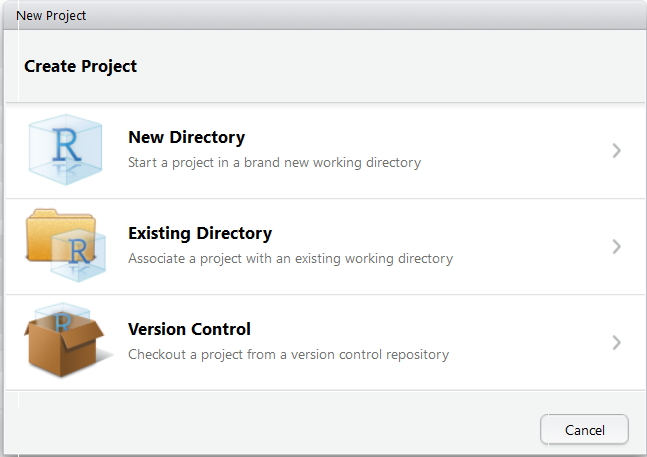 New Project
Create Project
R
New Directory
Start a project in a brand new working directory
R
Existing Directory
Associate a project with an existing working directory
R
Version Control
Checkout a project from a version control repository
Cancel